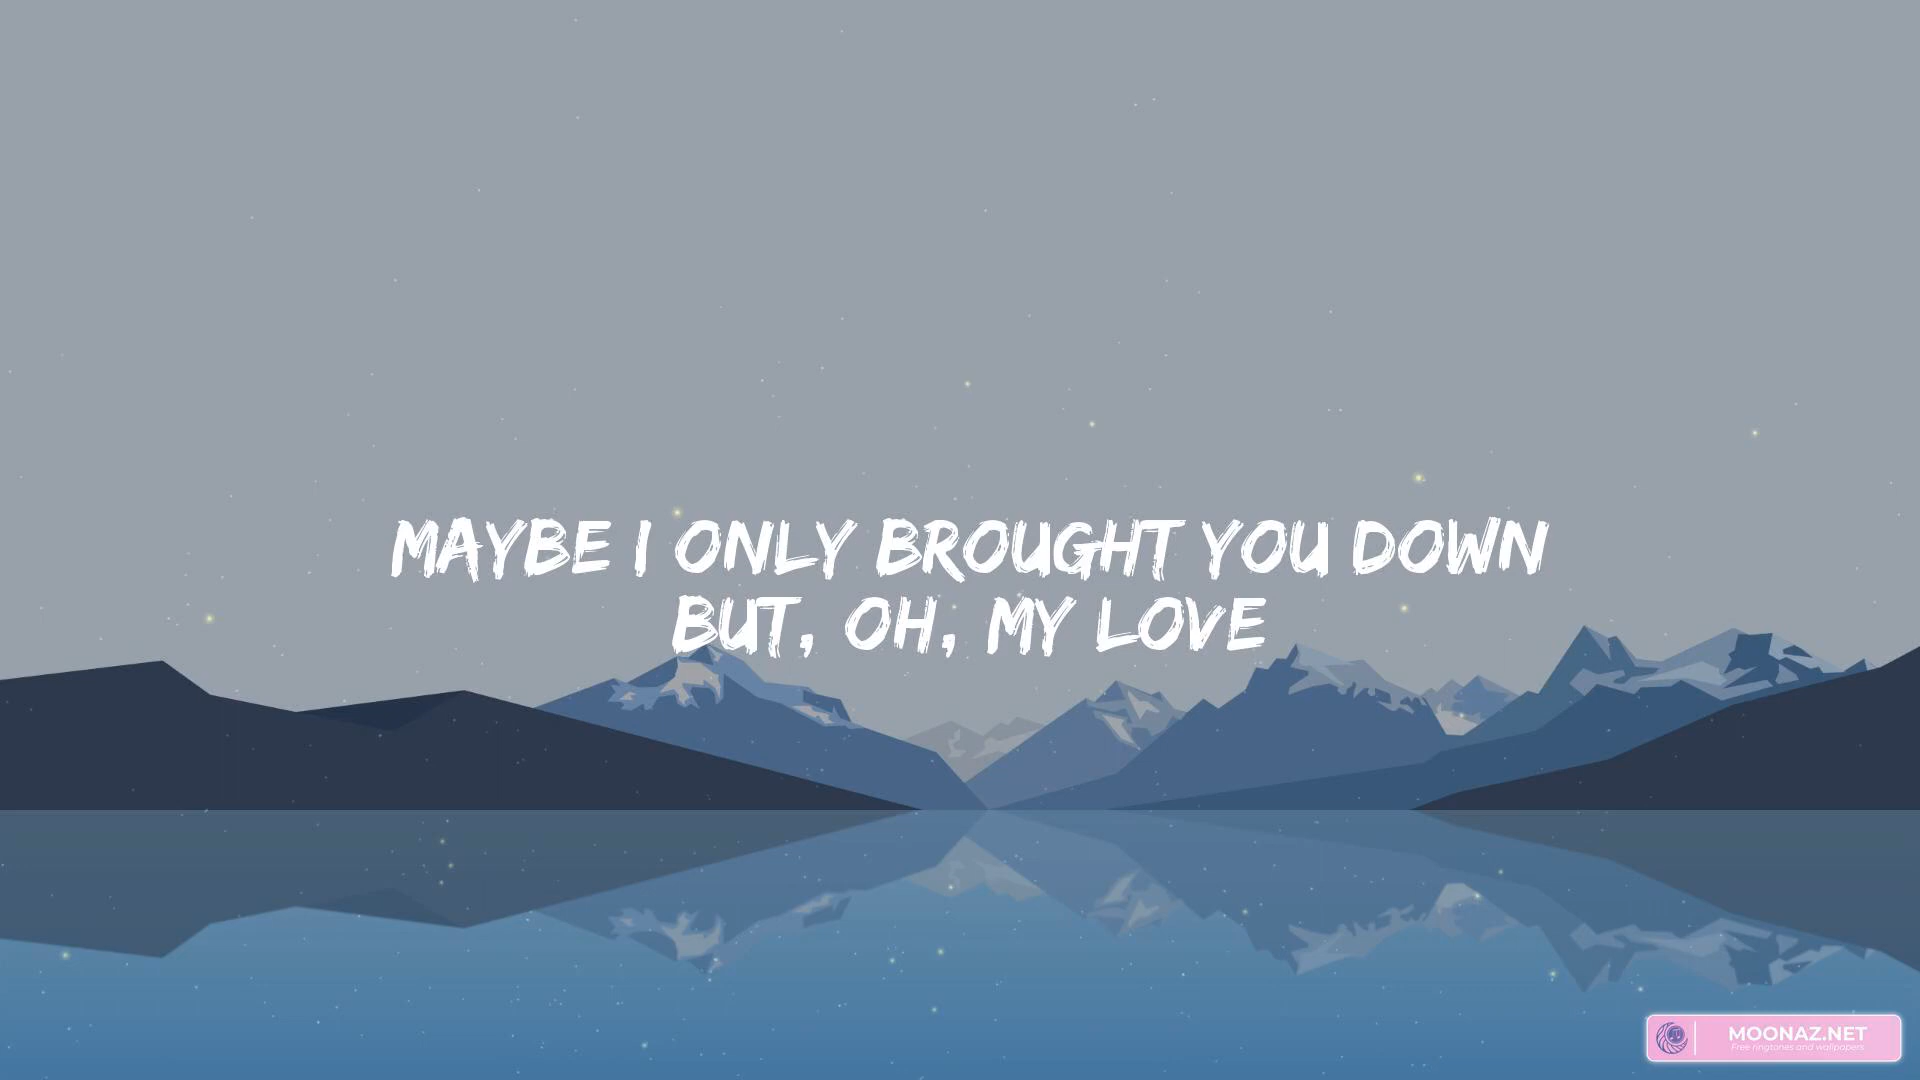 MAYBE I ONLY BROUGHT YOU DOWN
BUT, OH, MY LOVE
MOONAZ.NET
Free ringtones and wallpapers